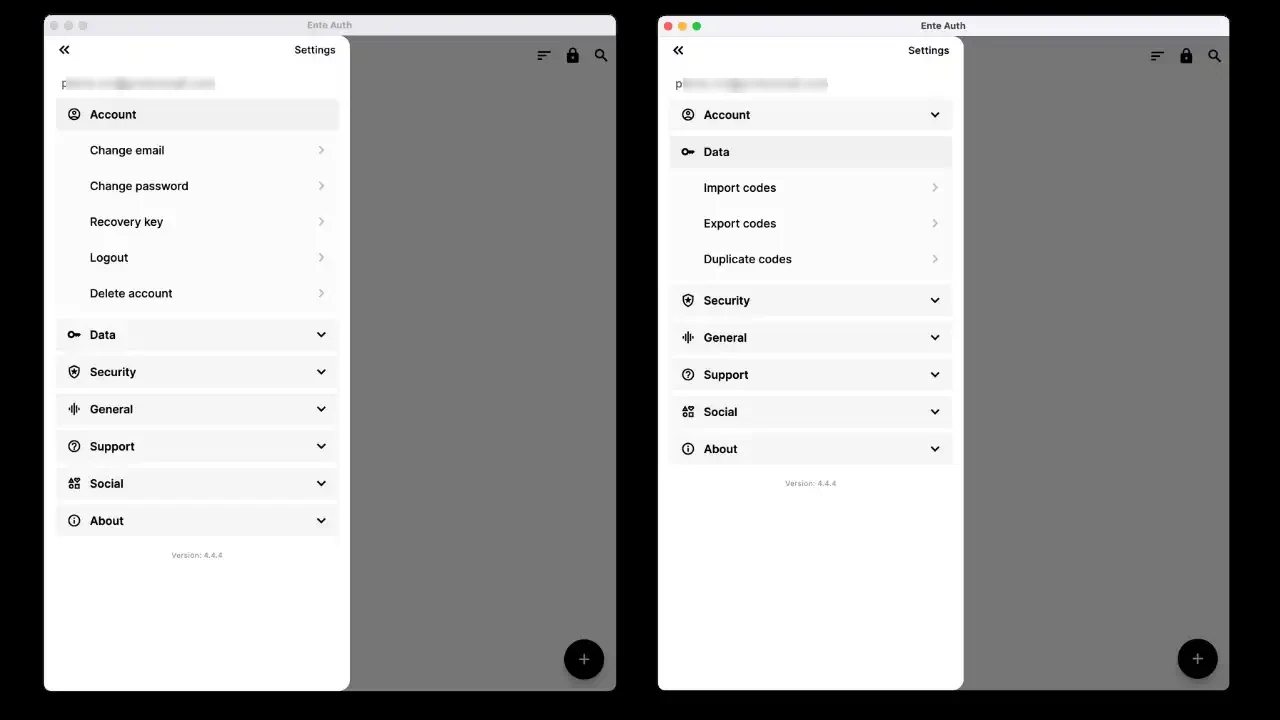 Ente Auth
Settings
Account
Change email
Change password
Recovery key
Logout
Delete account
Data
Security
General
Support
Social
About
Version: 4.4.4
Ente Auth
Settings
Account
Data
Import codes
Export codes
Duplicate codes
Security
General
Support
Social
About
Version: 4.4.4